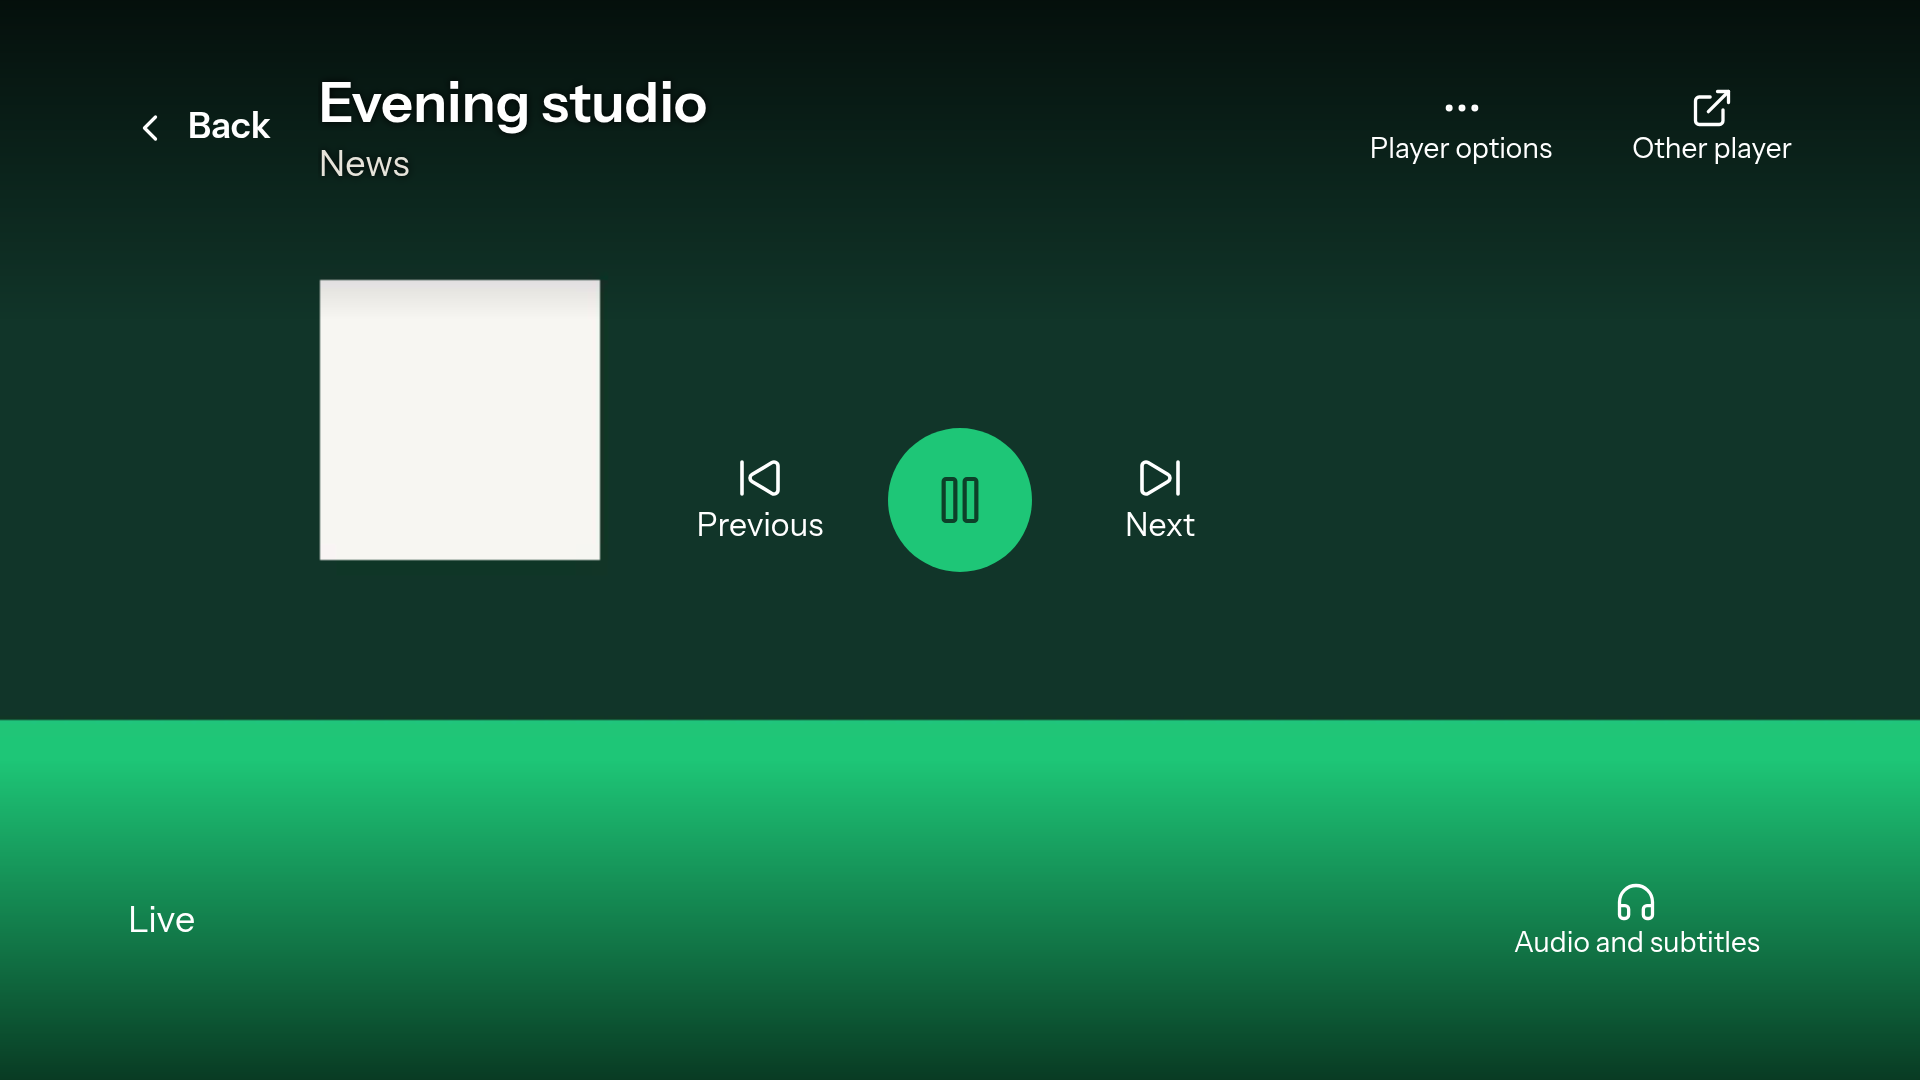 Back
Evening studio
News
Player options
Other player
Previous
Next
Live
Audio and subtitles